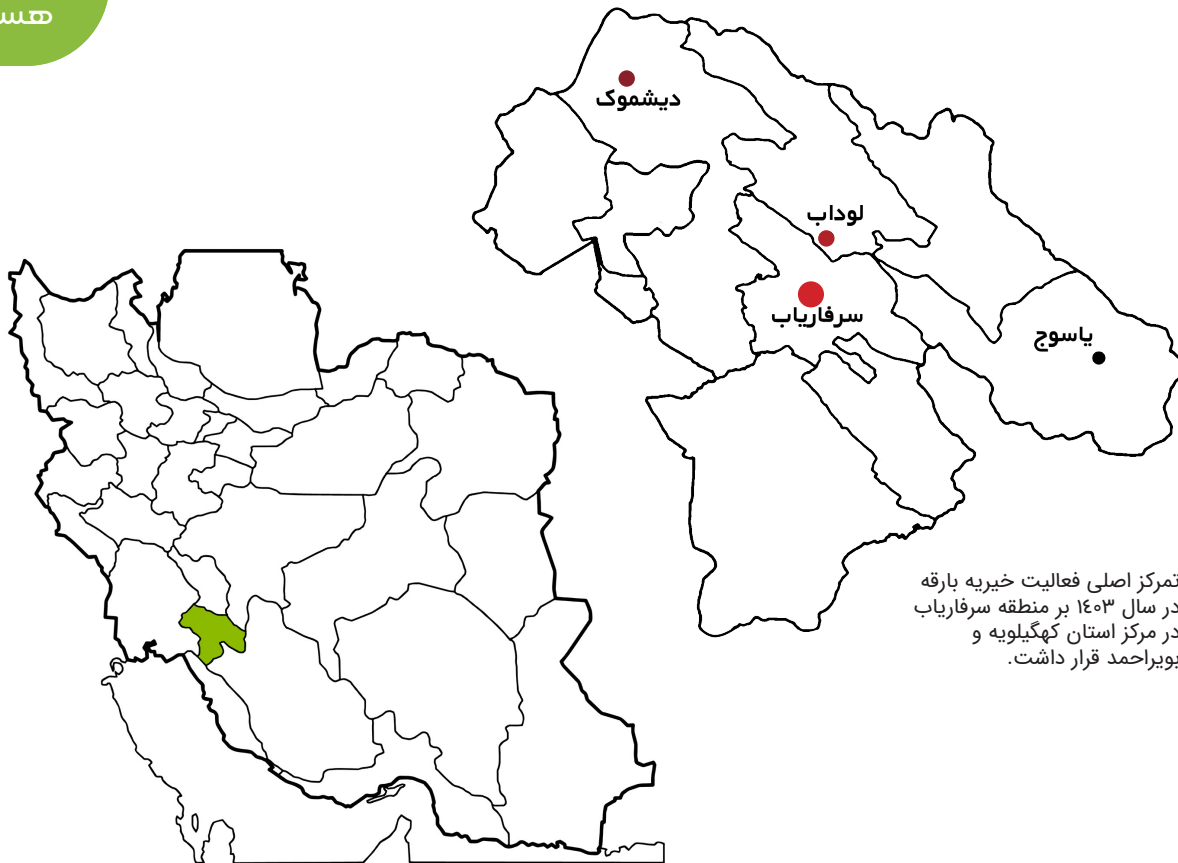 دیشموک
لوداب
سرفاریاب
یاسوج
تمرکز اصلی فعالیت خیریه بارقه
در سال ۱٤۰۳ بر منطقه سرفاریاب
در مرکز استان کهگیلویه و
بویراحمد قرار داشت.